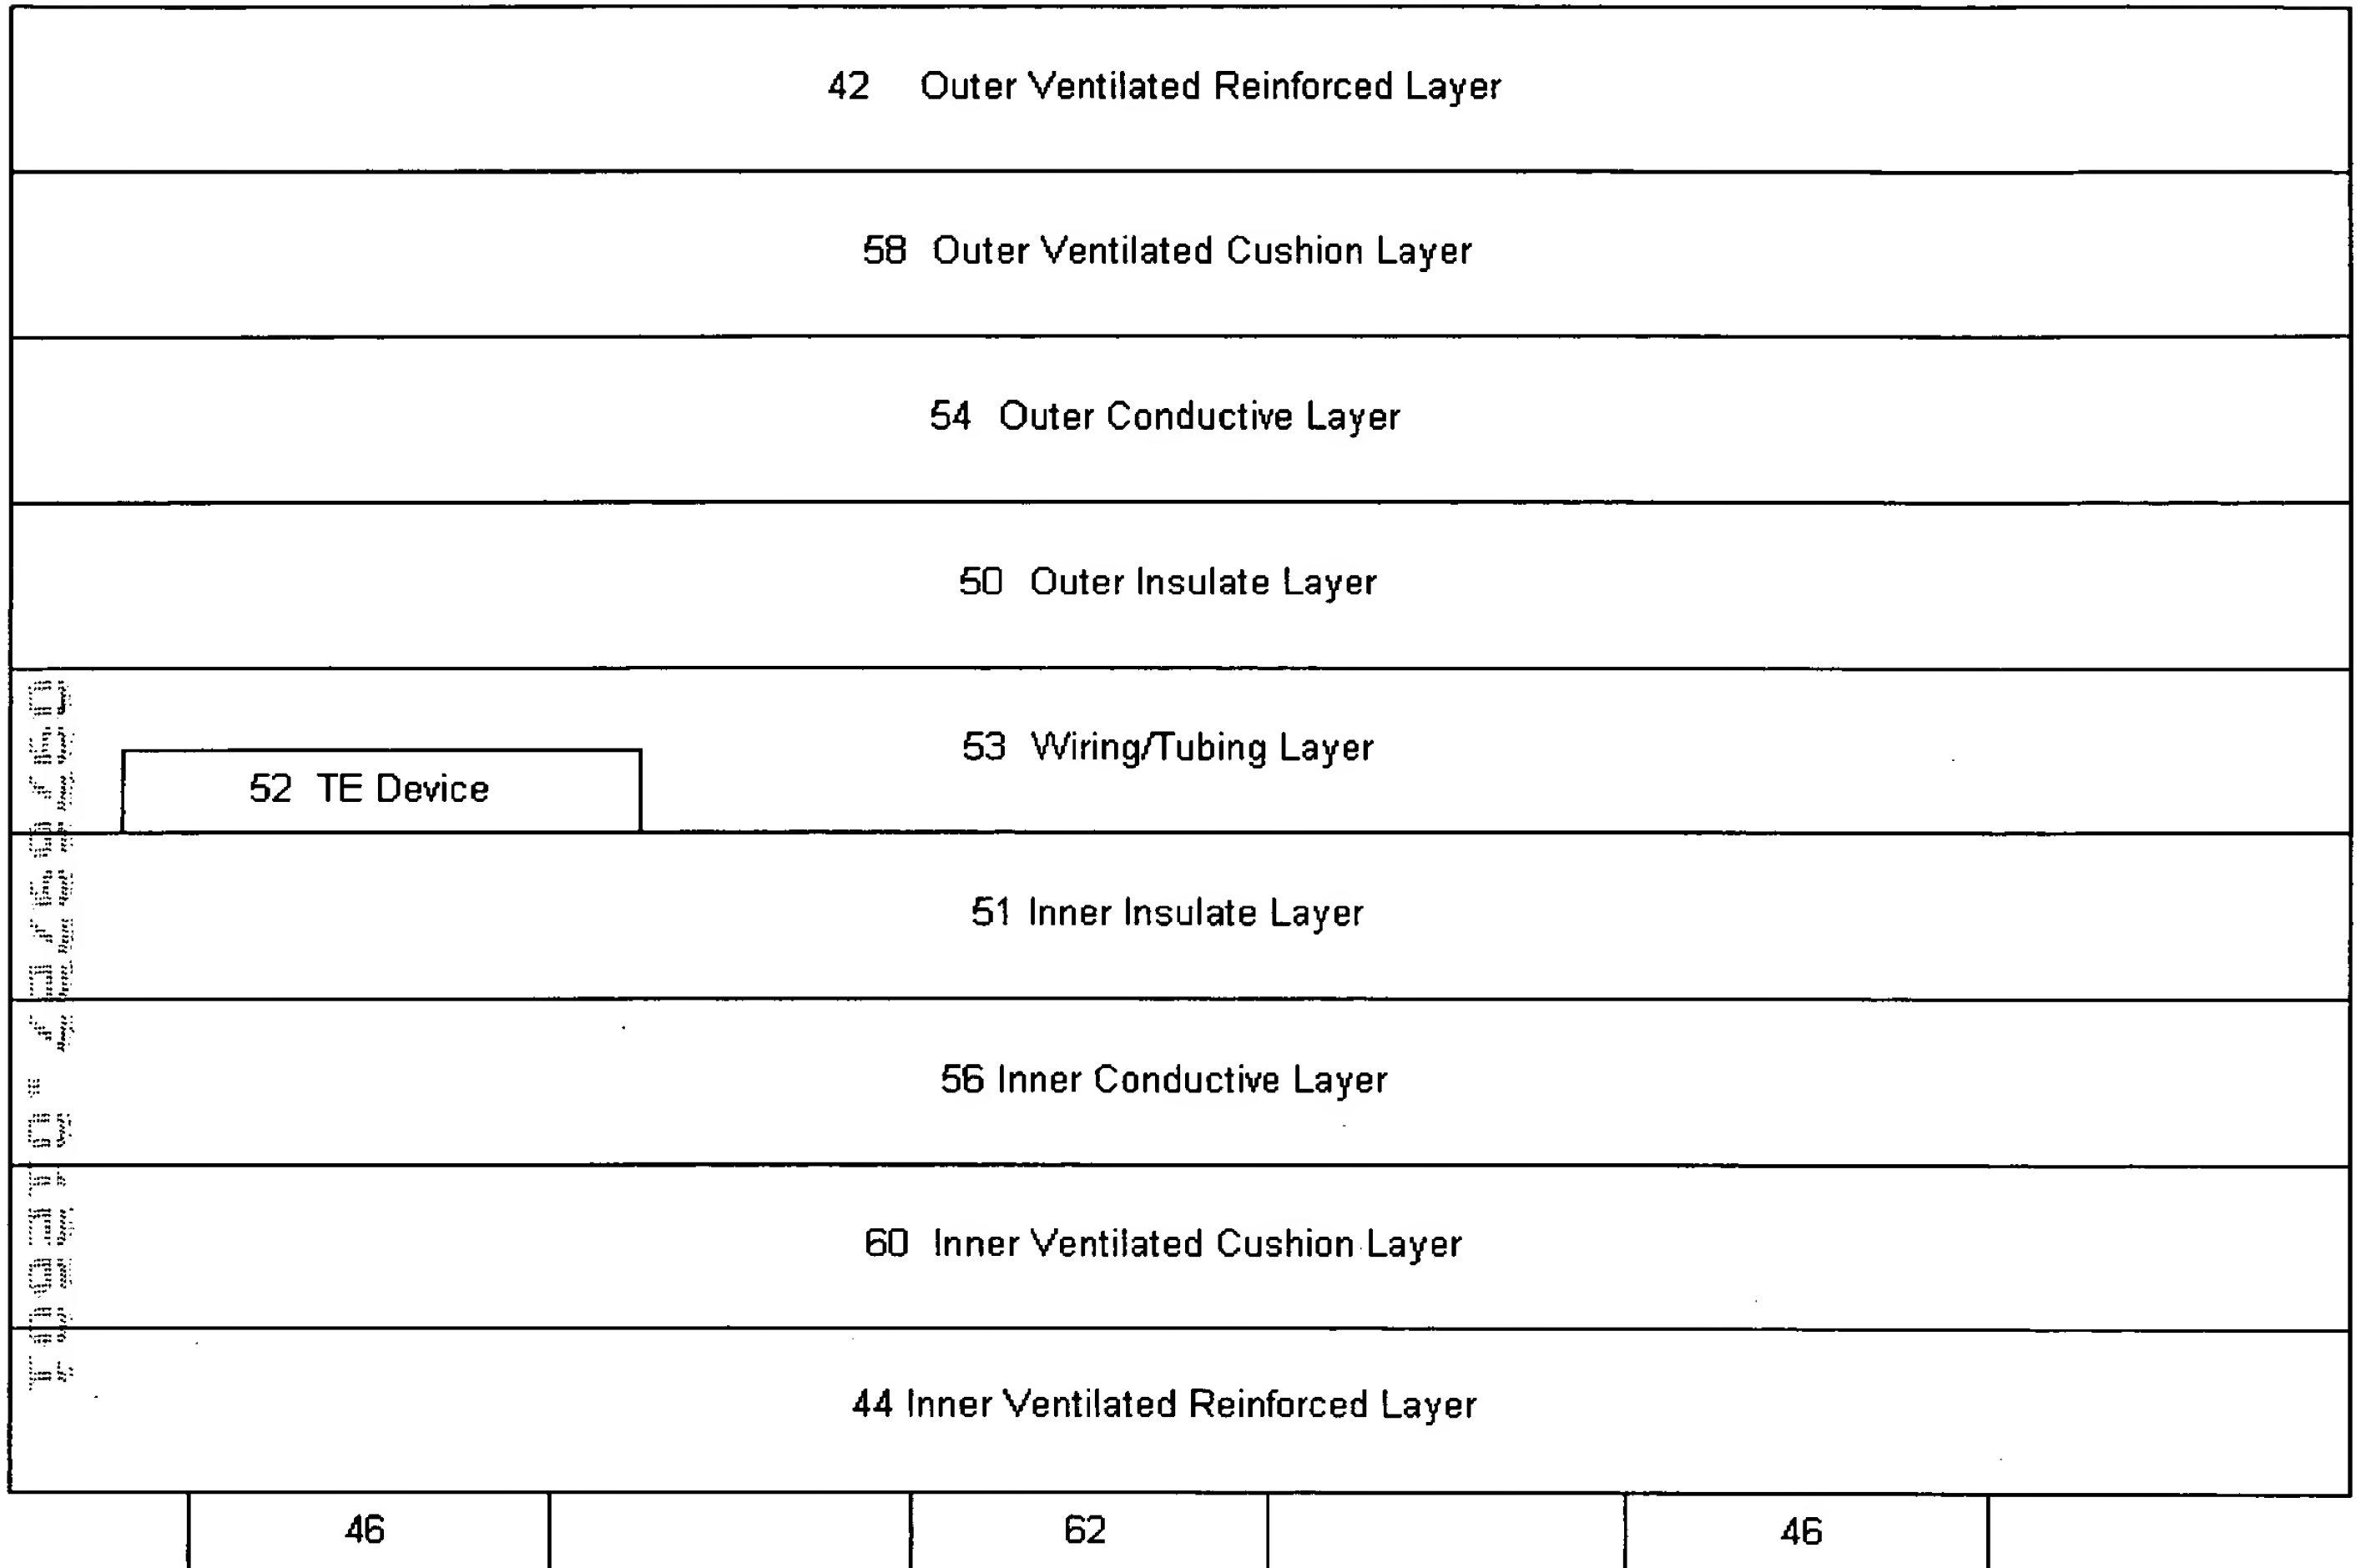 42 Outer Ventilated Reinforced Layer
58 Outer Ventilated Cushion Layer
54 Outer Conductive Layer
50 Outer Insulate Layer
53 Wiring/Tubing Layer
52 TE Device
51 Inner Insulate Layer
56 Inner Conductive Layer
60 Inner Ventilated Cushion Layer
44 Inner Ventilated Reinforced Layer
46 62 46